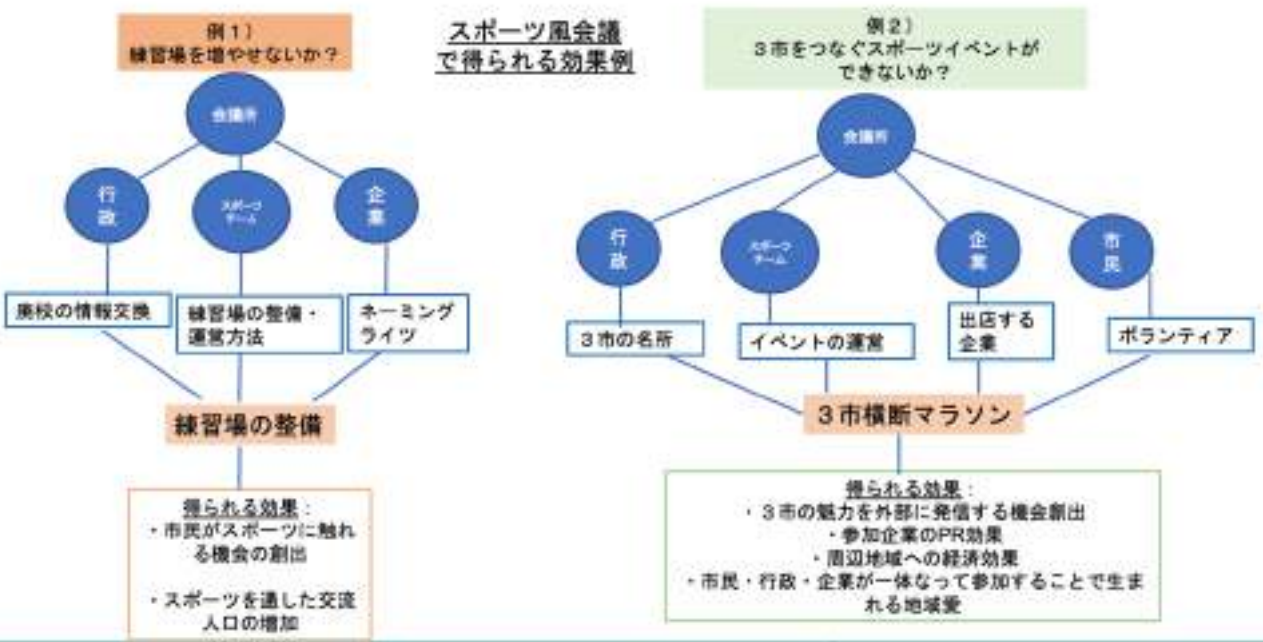 例1）
練習場を増やせないか？
スポーツ風会議
で得られる効果例
例2）
3市をつなぐスポーツイベントが
できないか？
会議所
行
政
スポーツ
チーム
企
業
廃校の情報交換
練習場の整備・
運営方法
ネーミング
ライツ
練習場の整備
得られる効果：
・市民がスポーツに触れ
る機会の創出
・スポーツを通した交流
人口の増加
会議所
行
政
スポーツ
チーム
企
業
市
民
3市の名所
イベントの運営
出店する
企業
ボランティア
3市横断マラソン
得られる効果：
・3市の魅力を外部に発信する機会創出
・参加企業のPR効果
・周辺地域への経済効果
・市民・行政・企業が一体なって参加することで生ま
れる地域愛